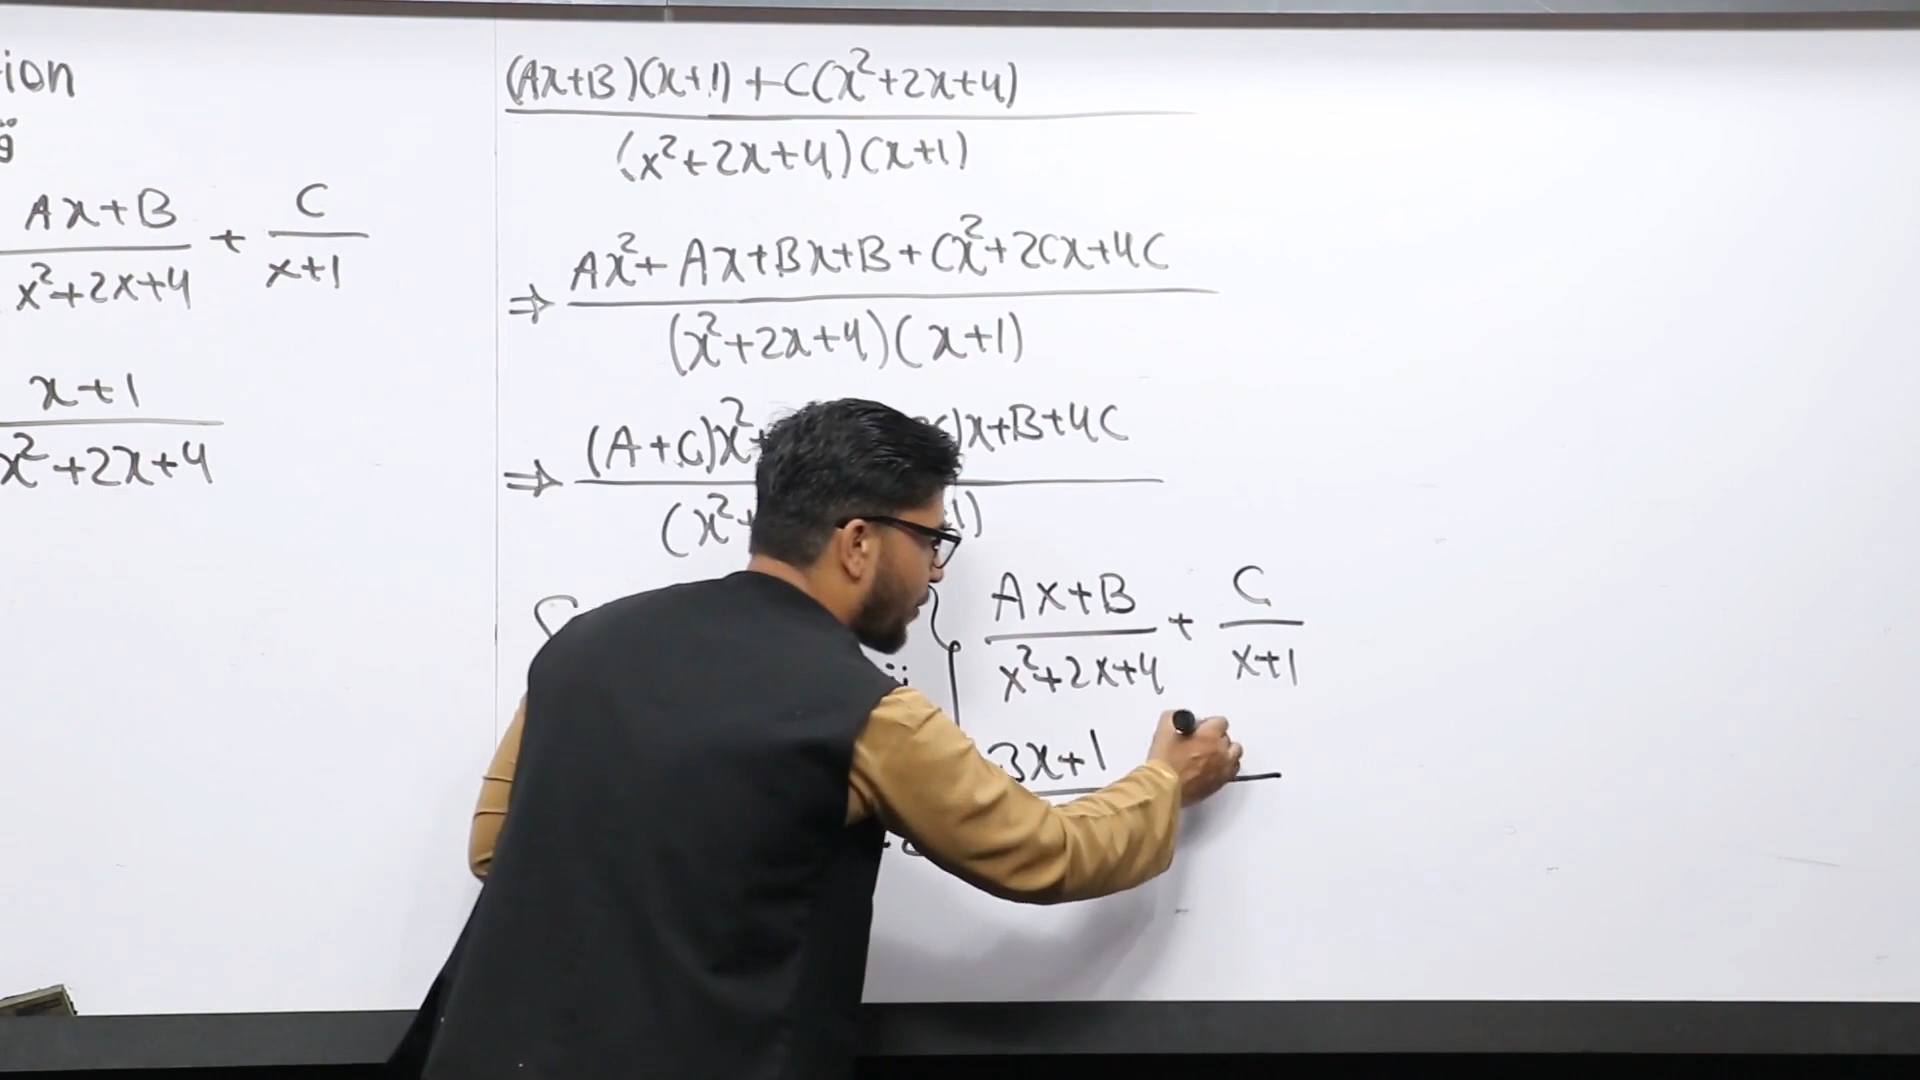 ion
Ax+B / x²+2x+4 + C / x+1
x+1 / x²+2x+4
(Ax+B)(x+1)+C(x²+2x+4)
(x²+2x+4)(x+1)
⇒ Ax²+Ax+Bx+B+Cx²+2Cx+4C
(x²+2x+4)(x+1)
⇒ (A+C)x²+ )x+B+4C
(x²+ 1)
Ax+B / x²+2x+4 + C / x+1
3x+1